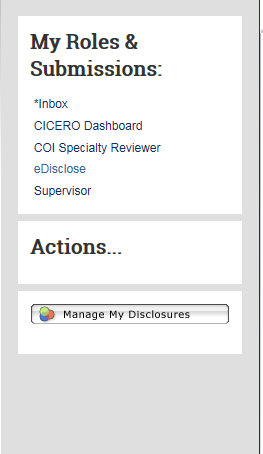 My Roles &
Submissions:
*Inbox
CICERO Dashboard
COI Specialty Reviewer
eDisclose
Supervisor
Actions...
Manage My Disclosures